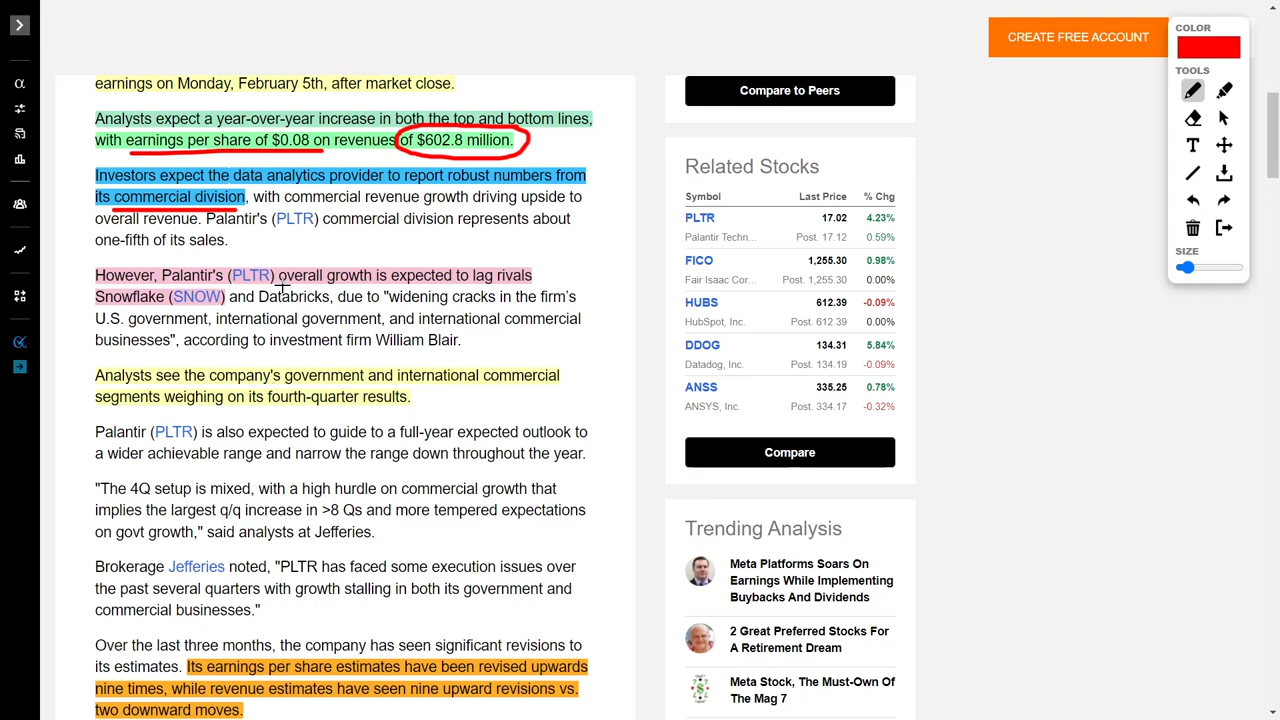 CREATE FREE ACCOUNT
COLOR
TOOLS
SIZE
earnings on Monday, February 5th, after market close.
Analysts expect a year-over-year increase in both the top and bottom lines,
with earnings per share of $0.08 on revenues of $602.8 million.
Investors expect the data analytics provider to report robust numbers from
its commercial division, with commercial revenue growth driving upside to
overall revenue. Palantir's (PLTR) commercial division represents about
one-fifth of its sales.
However, Palantir's (PLTR) overall growth is expected to lag rivals
Snowflake (SNOW) and Databricks, due to "widening cracks in the firm's
U.S. government, international government, and international commercial
businesses", according to investment firm William Blair.
Analysts see the company's government and international commercial
segments weighing on its fourth-quarter results.
Palantir (PLTR) is also expected to guide to a full-year expected outlook to
a wider achievable range and narrow the range down throughout the year.
"The 4Q setup is mixed, with a high hurdle on commercial growth that
implies the largest q/q increase in >8 Qs and more tempered expectations
on govt growth," said analysts at Jefferies.
Brokerage Jefferies noted, "PLTR has faced some execution issues over
the past several quarters with growth stalling in both its government and
commercial businesses."
Over the last three months, the company has seen significant revisions to
its estimates. Its earnings per share estimates have been revised upwards
nine times, while revenue estimates have seen nine upward revisions vs.
two downward moves.
Compare to Peers
Related Stocks
Symbol Last Price % Chg
PLTR 17.02 4.23%
Palantir Techn... Post. 17.12 0.59%
FICO 1,255.30 0.98%
Fair Isaac Cor... Post. 1,255.30 0.00%
HUBS 612.39 -0.09%
HubSpot, Inc. Post. 612.39 0.00%
DDOG 134.31 5.84%
Datadog, Inc. Post. 134.19 -0.09%
ANSS 335.25 0.78%
ANSYS, Inc. Post. 334.17 -0.32%
Compare
Trending Analysis
Meta Platforms Soars On
Earnings While Implementing
Buybacks And Dividends
2 Great Preferred Stocks For
A Retirement Dream
Meta Stock, The Must-Own Of
The Mag 7